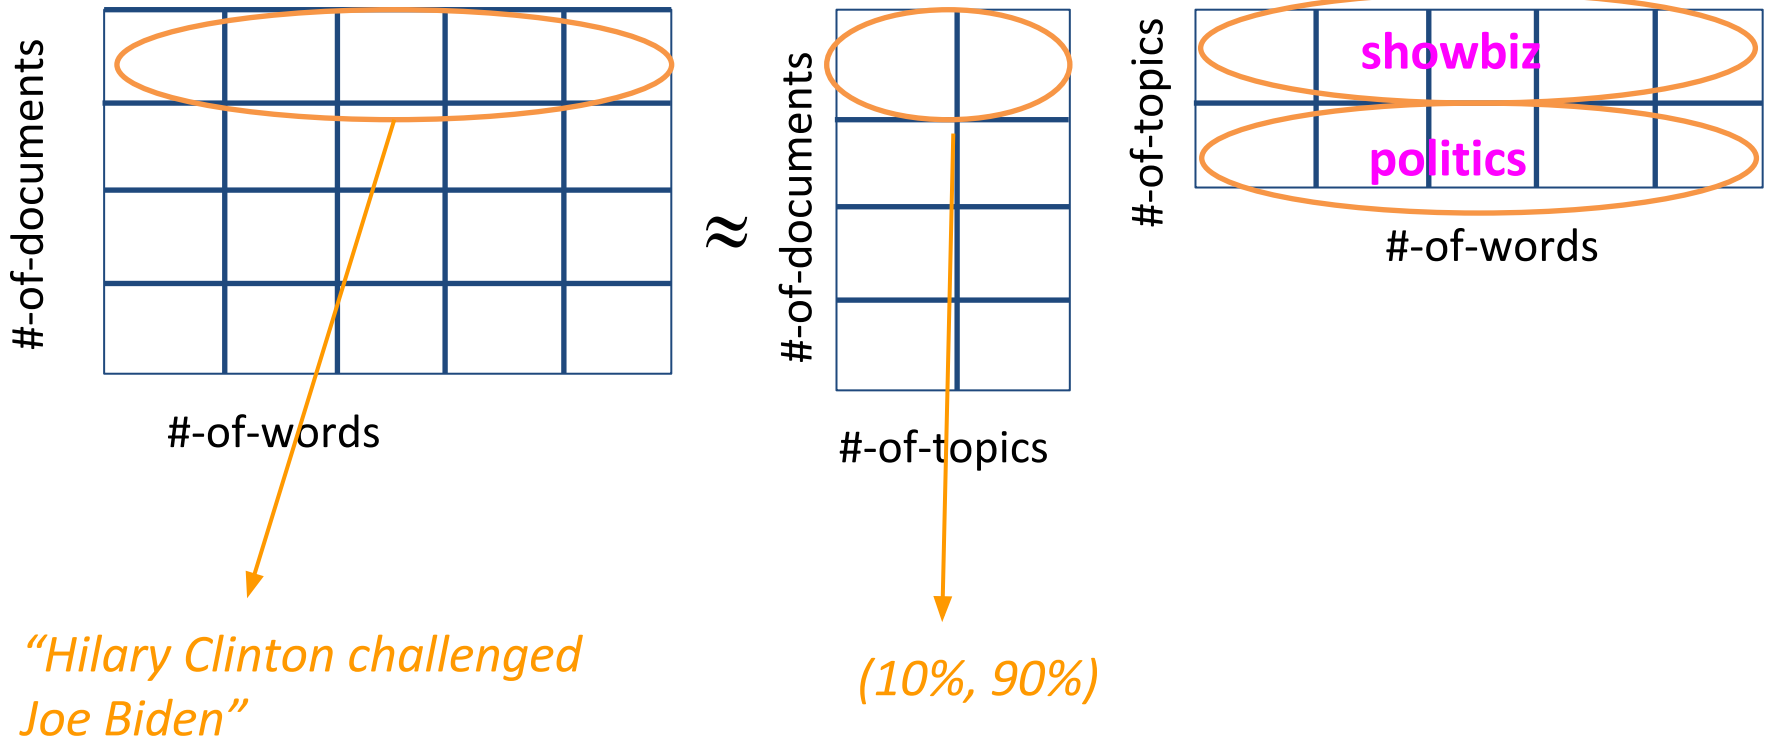 #-of-documents
#-of-words
“Hilary Clinton challenged
Joe Biden”
≈
#-of-documents
#-of-topics
(10%, 90%)
#-of-topics
showbiz
politics
#-of-words